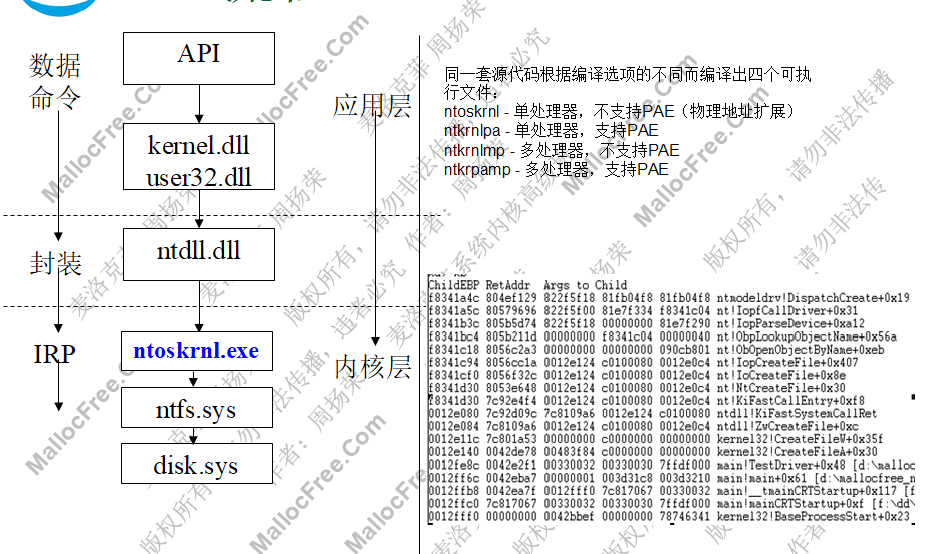 数据
命令
API
kernel.dll
user32.dll
应用层
封装
ntdll.dll
IRP
ntoskrnl.exe
内核层
ntfs.sys
disk.sys
同一套源代码根据编译选项的不同而编译出四个可执
行文件：
ntoskrnl - 单处理器，不支持PAE（物理地址扩展）
ntkrnlpa - 单处理器，支持PAE
ntkrnlmp - 多处理器，不支持PAE
ntkrpamp - 多处理器，支持PAE
ChildEBP RetAddr Args to Child
f8341a4c 804ef129 822f5f18 81fb04f8 81fb04f8 ntmodeldrv!DispatchCreate+0x19
f8341a5c 80579696 822f5f00 81e7f334 f8341c04 nt!IopfCallDriver+0x31
f8341b3c 805b5d74 822f5f18 00000000 81e7f290 nt!IopParseDevice+0xa12
f8341bc4 805b211d 00000000 f8341c04 00000040 nt!ObpLookupObjectName+0x56a
f8341c18 8056c2a3 00000000 00000000 090cb801 nt!ObOpenObjectByName+0xeb
f8341c94 8056cc1a 0012e124 c0100080 0012e0c4 nt!IopCreateFile+0x407
f8341cf0 8056f32c 0012e124 c0100080 0012e0c4 nt!IoCreateFile+0x8e
f8341d30 8053e648 0012e124 c0100080 0012e0c4 nt!NtCreateFile+0x30
f8341d30 7c92e4f4 0012e124 c0100080 0012e0c4 nt!KiFastCallEntry+0xf8
0012e080 7c92d09c 7c8109a6 0012e124 c0100080 ntdll!KiFastSystemCallRet
0012e084 7c8109a6 0012e124 c0100080 0012e0c4 ntdll!ZwCreateFile+0xc
0012e11c 7c801a53 00000000 c0000000 00000000 kernel32!CreateFileW+0x35f
0012e140 0042de78 00483f84 c0000000 00000000 kernel32!CreateFileA+0x30
0012fe8c 0042e2f1 00330032 00330030 7ffdf000 main!TestDriver+0x48 [d:\malloc
0012ff6c 0042eba7 00000001 003d31c8 003d3210 main!main+0x61 [d:\mallocfree_n
0012ffb8 0042ea7f 0012fff0 7c817067 00330032 main!__tmainCRTStartup+0x117 [f
0012ffc0 7c817067 00330032 00330030 7ffdf000 main!mainCRTStartup+0xf [f:\dd\
0012fff0 00000000 0042bbef 00000000 78746341 kernel32!BaseProcessStart+0x23
MallocFree.Com
麦洛克菲 周扬荣
版权所有，请勿非法传播
违者必究
作者：周扬荣